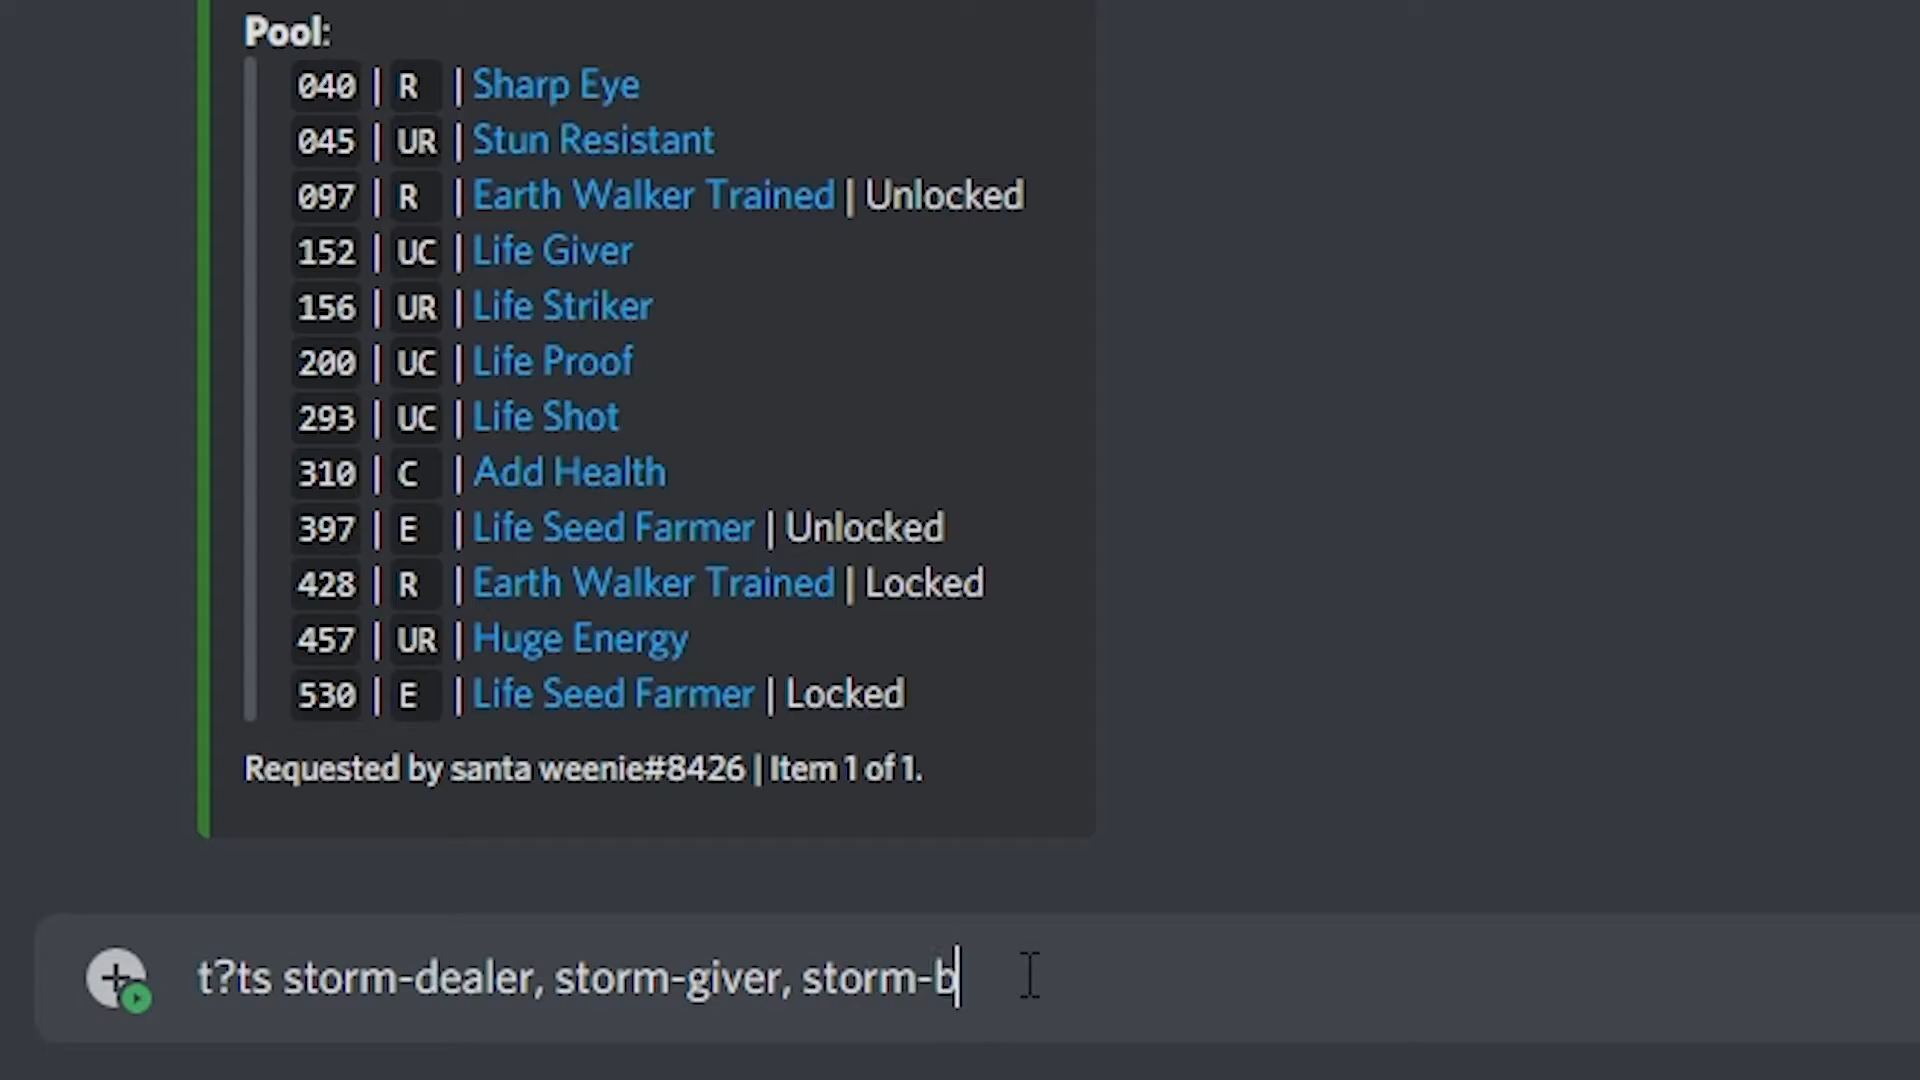 Pool:
040 | R | Sharp Eye
045 | UR | Stun Resistant
097 | R | Earth Walker Trained | Unlocked
152 | UC | Life Giver
156 | UR | Life Striker
200 | UC | Life Proof
293 | UC | Life Shot
310 | C | Add Health
397 | E | Life Seed Farmer | Unlocked
428 | R | Earth Walker Trained | Locked
457 | UR | Huge Energy
530 | E | Life Seed Farmer | Locked
Requested by santa weenie#8426 | Item 1 of 1.
t?ts storm-dealer, storm-giver, storm-b